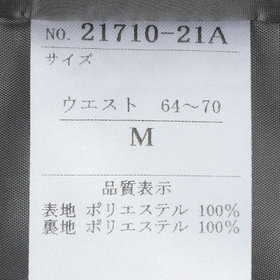 NO. 21710-21A
サイズ
ウエスト 64〜70
M
品質表示
表地 ポリエステル 100%
裏地 ポリエステル 100%